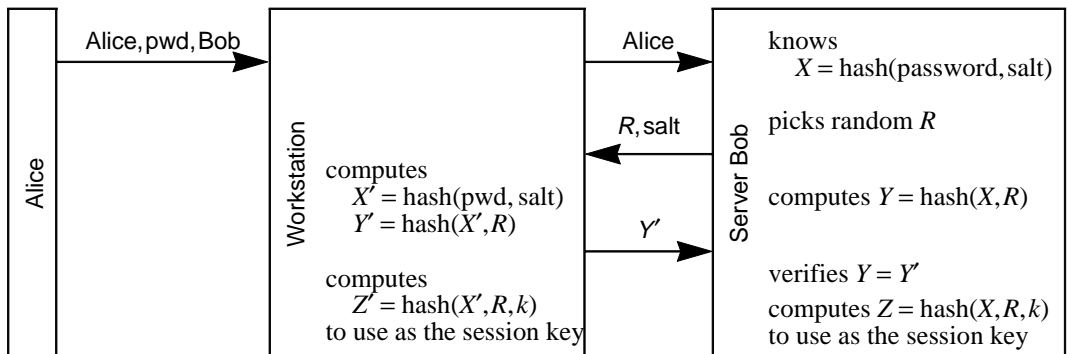 Alice
Alice, pwd, Bob
Workstation
computes
X′ = hash(pwd, salt)
Y′ = hash(X′, R)
computes
Z′ = hash(X′, R, k)
to use as the session key
Alice
R, salt
Y′
Server Bob
knows
X = hash(password, salt)
picks random R
computes Y = hash(X, R)
verifies Y = Y′
computes Z = hash(X, R, k)
to use as the session key